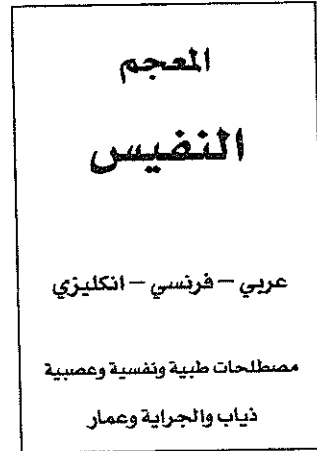 المعجم
النفيس
عربي – فرنسي – انكليزي
مصطلحات طبية ونفسية وعصبية
ذياب والجراية وعمار